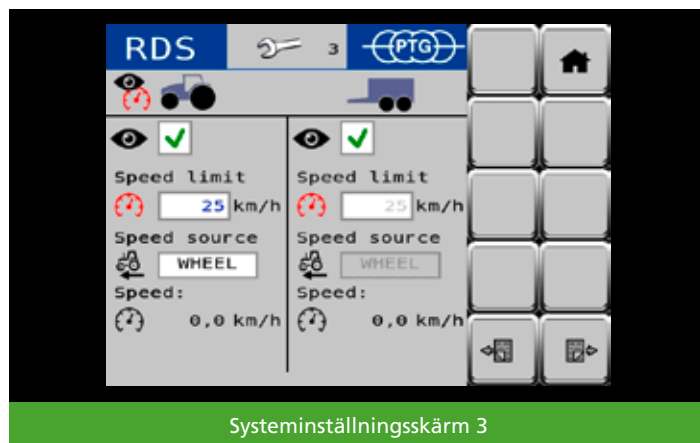 RDS 3 PTG
Speed limit Speed limit
25 km/h 25 km/h
Speed source Speed source
WHEEL WHEEL
Speed: Speed:
0,0 km/h 0,0 km/h
Systeminställningsskärm 3